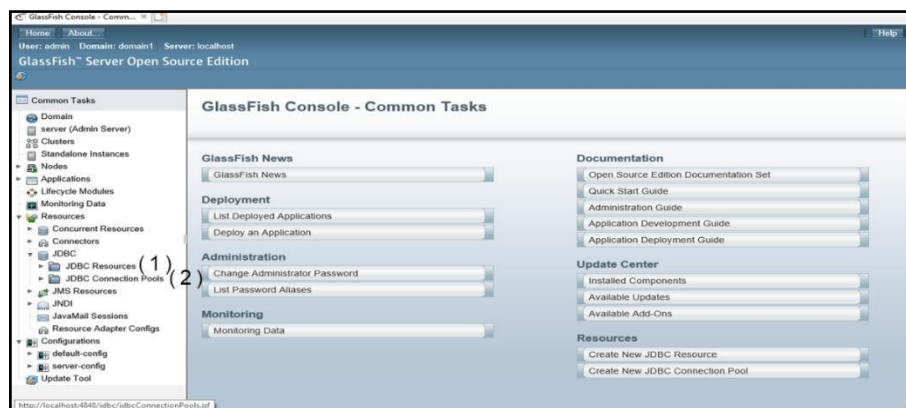 GlassFish Console - Comm...
Home About...
Help
User: admin Domain: domain1 Server: localhost
GlassFish™ Server Open Source Edition
Common Tasks
Domain
server (Admin Server)
Clusters
Standalone Instances
Nodes
Applications
Lifecycle Modules
Monitoring Data
Resources
Concurrent Resources
Connectors
JDBC
JDBC Resources (1)
JDBC Connection Pools (2)
JMS Resources
JNDI
JavaMail Sessions
Resource Adapter Configs
Configurations
default-config
server-config
Update Tool
http://localhost:4848/jdbc/jdbcConnectionPools.jsf
GlassFish Console - Common Tasks
GlassFish News
GlassFish News
Deployment
List Deployed Applications
Deploy an Application
Administration
Change Administrator Password
List Password Aliases
Monitoring
Monitoring Data
Documentation
Open Source Edition Documentation Set
Quick Start Guide
Administration Guide
Application Development Guide
Application Deployment Guide
Update Center
Installed Components
Available Updates
Available Add-Ons
Resources
Create New JDBC Resource
Create New JDBC Connection Pool